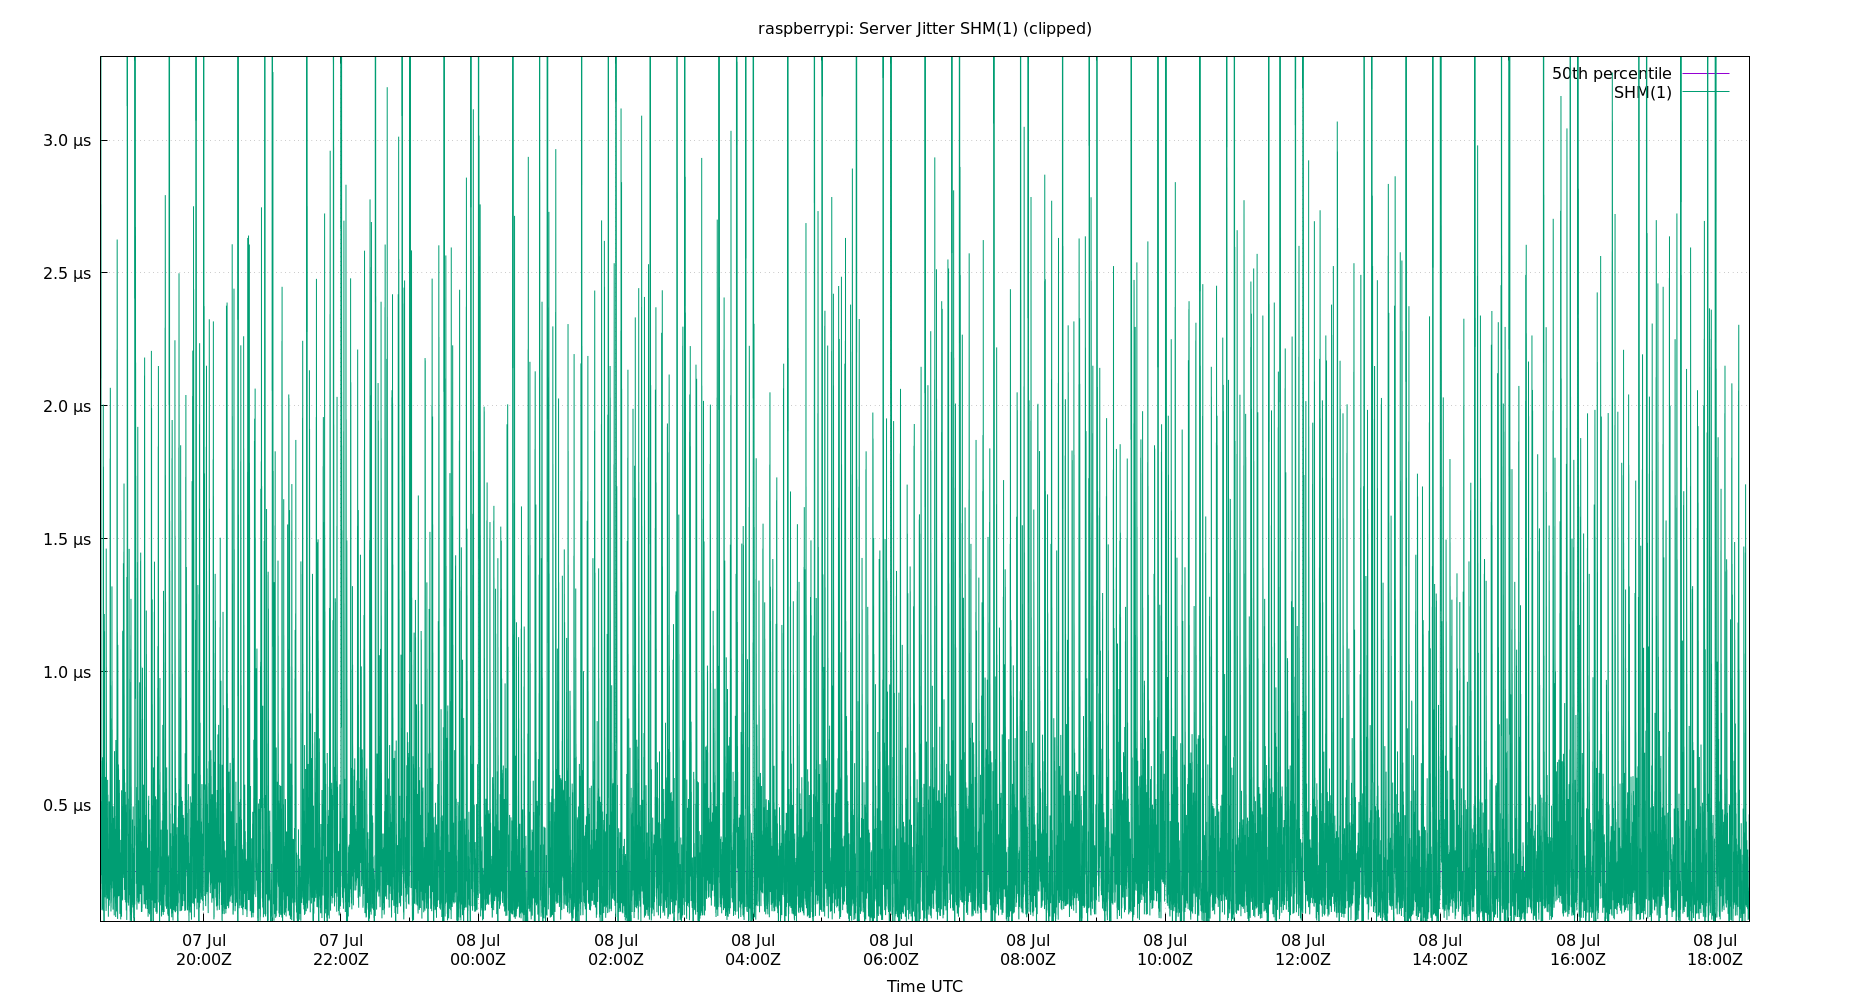 raspberrypi: Server Jitter SHM(1) (clipped)
50th percentile
SHM(1)
3.0 µs
2.5 µs
2.0 µs
1.5 µs
1.0 µs
0.5 µs
07 Jul 07 Jul 08 Jul 08 Jul 08 Jul 08 Jul 08 Jul 08 Jul 08 Jul 08 Jul 08 Jul 08 Jul
20:00Z 22:00Z 00:00Z 02:00Z 04:00Z 06:00Z 08:00Z 10:00Z 12:00Z 14:00Z 16:00Z 18:00Z
Time UTC